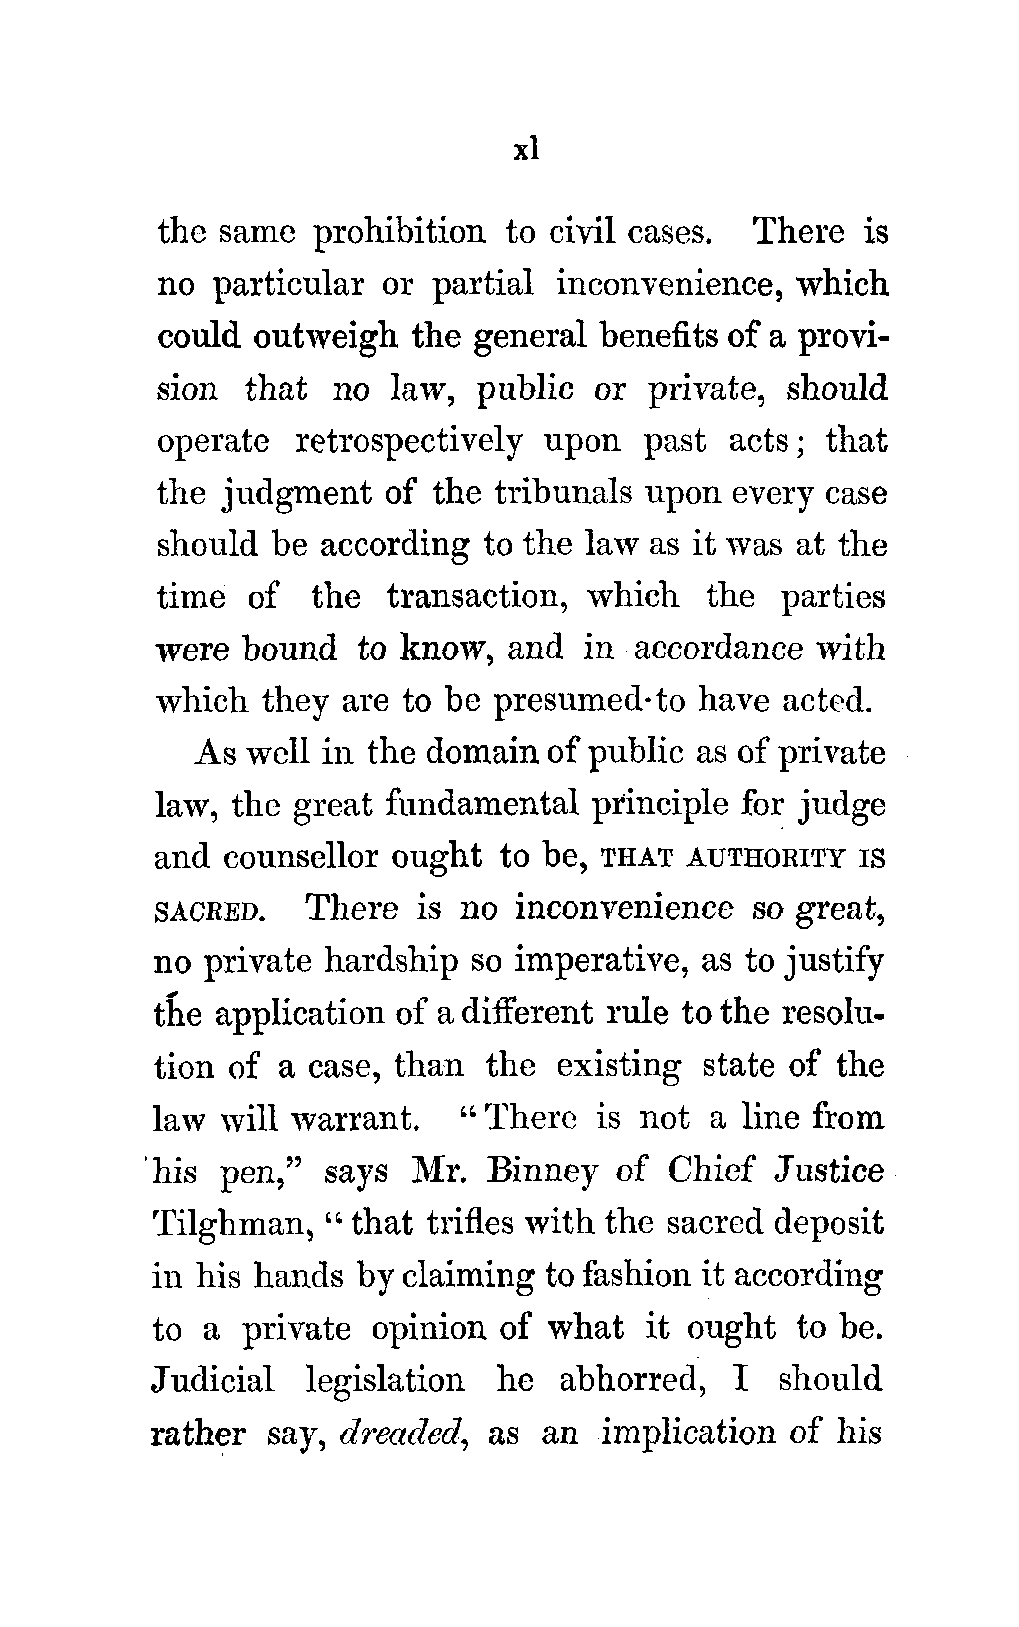 xl
the same prohibition to civil cases. There is
no particular or partial inconvenience, which
could outweigh the general benefits of a provi-
sion that no law, public or private, should
operate retrospectively upon past acts; that
the judgment of the tribunals upon every case
should be according to the law as it was at the
time of the transaction, which the parties
were bound to know, and in accordance with
which they are to be presumed·to have acted.
As well in the domain of public as of private
law, the great fundamental principle for judge
and counsellor ought to be, THAT AUTHORITY IS
SACRED. There is no inconvenience so great,
no private hardship so imperative, as to justify
the application of a different rule to the resolu-
tion of a case, than the existing state of the
law will warrant. “There is not a line from
his pen,” says Mr. Binney of Chief Justice
Tilghman, “that trifles with the sacred deposit
in his hands by claiming to fashion it according
to a private opinion of what it ought to be.
Judicial legislation he abhorred, I should
rather say, dreaded, as an implication of his